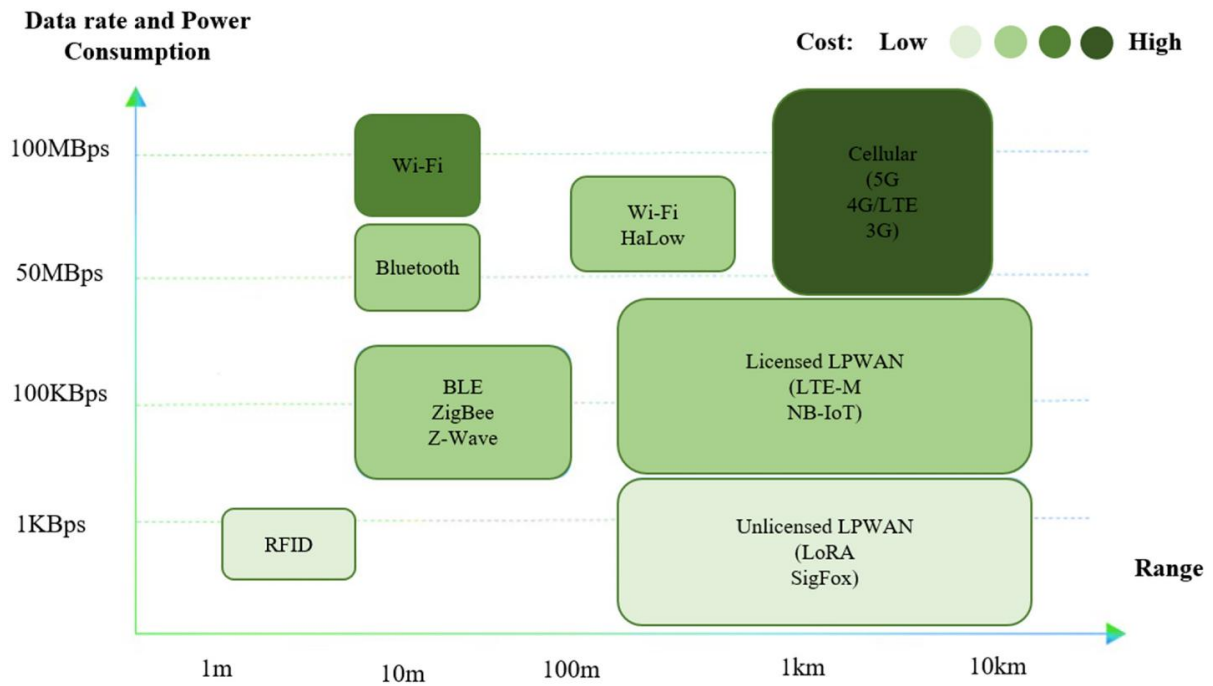 Data rate and Power
Consumption
Cost: Low High
100MBps
Wi-Fi
Cellular
(5G
4G/LTE
3G)
Wi-Fi
HaLow
Bluetooth
50MBps
Licensed LPWAN
(LTE-M
NB-IoT)
100KBps
BLE
ZigBee
Z-Wave
1KBps
RFID
Unlicensed LPWAN
(LoRA
SigFox)
Range
1m 10m 100m 1km 10km